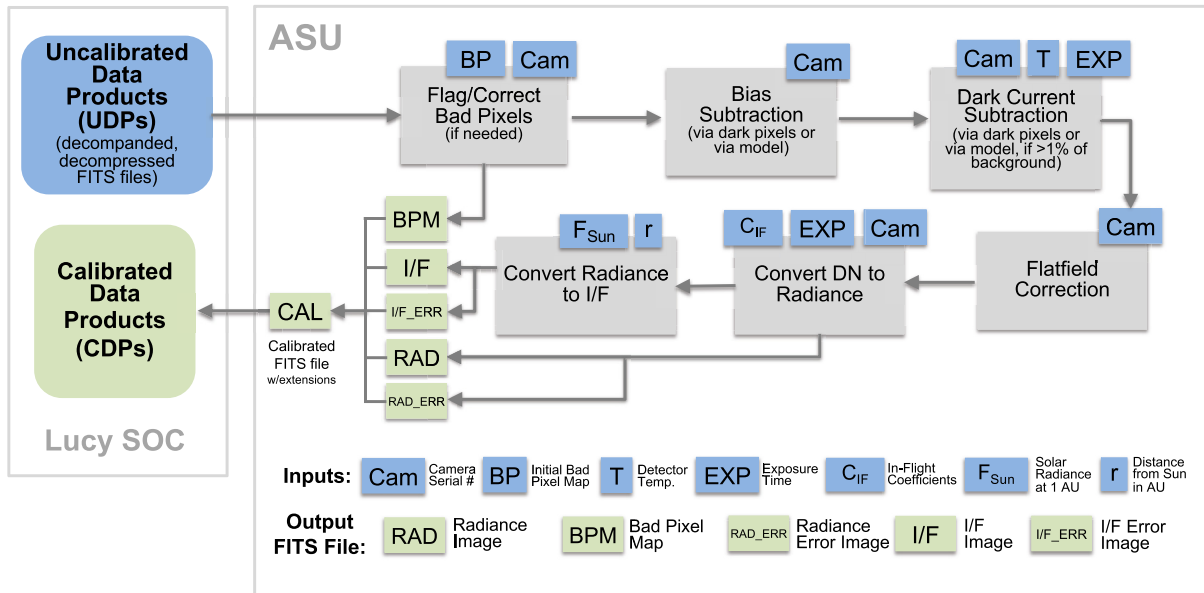 Uncalibrated
Data
Products
(UDPs)
(decompanded,
decompressed
FITS files)
Calibrated
Data
Products
(CDPs)
Lucy SOC
ASU
BP
Cam
Flag/Correct
Bad Pixels
(if needed)
Cam
Bias
Subtraction
(via dark pixels or
via model)
Cam
T
EXP
Dark Current
Subtraction
(via dark pixels or
via model, if >1% of
background)
Cam
Flatfield
Correction
C_IF
EXP
Cam
Convert DN to
Radiance
F_Sun
r
Convert Radiance
to I/F
BPM
I/F
I/F_ERR
RAD
RAD_ERR
CAL
Calibrated
FITS file
w/extensions
Inputs:
Cam
Camera
Serial #
BP
Initial Bad
Pixel Map
T
Detector
Temp.
EXP
Exposure
Time
C_IF
In-Flight
Coefficients
F_Sun
Solar
Radiance
at 1 AU
r
Distance
from Sun
in AU
Output
FITS File:
RAD
Radiance
Image
BPM
Bad Pixel
Map
RAD_ERR
Radiance
Error Image
I/F
I/F
Image
I/F_ERR
I/F Error
Image